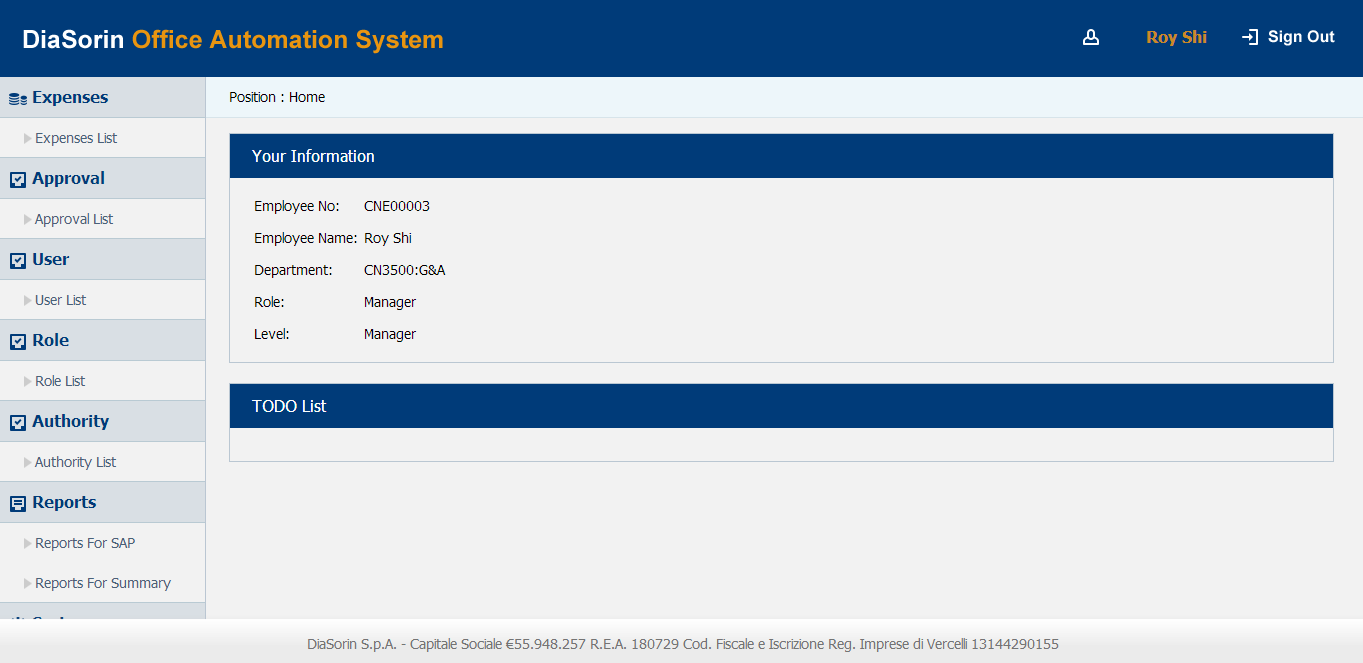 DiaSorin Office Automation System
Roy Shi
Sign Out
Expenses
Expenses List
Approval
Approval List
User
User List
Role
Role List
Authority
Authority List
Reports
Reports For SAP
Reports For Summary
Position : Home
Your Information
Employee No: CNE00003
Employee Name: Roy Shi
Department: CN3500:G&A
Role: Manager
Level: Manager
TODO List
DiaSorin S.p.A. - Capitale Sociale €55.948.257 R.E.A. 180729 Cod. Fiscale e Iscrizione Reg. Imprese di Vercelli 13144290155